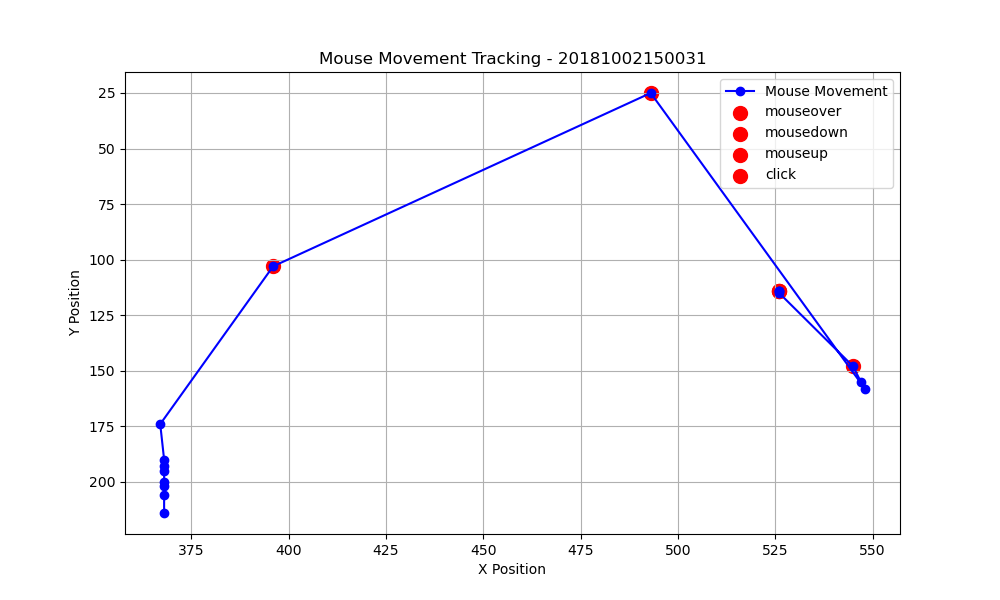 Mouse Movement Tracking - 20181002150031
Mouse Movement
mouseover
mousedown
mouseup
click
Y Position
25
50
75
100
125
150
175
200
375 400 425 450 475 500 525 550
X Position